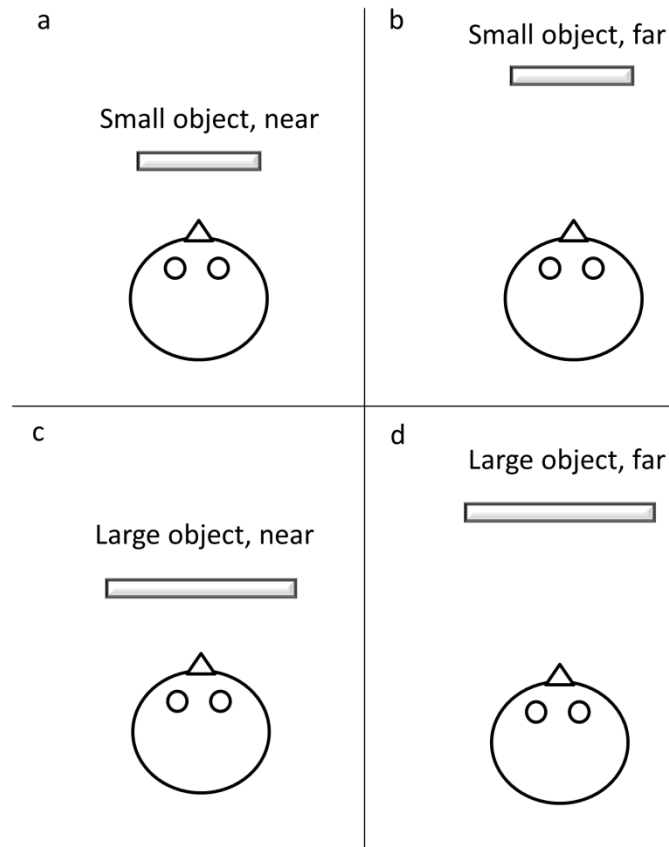 a
Small object, near
b
Small object, far
c
Large object, near
d
Large object, far